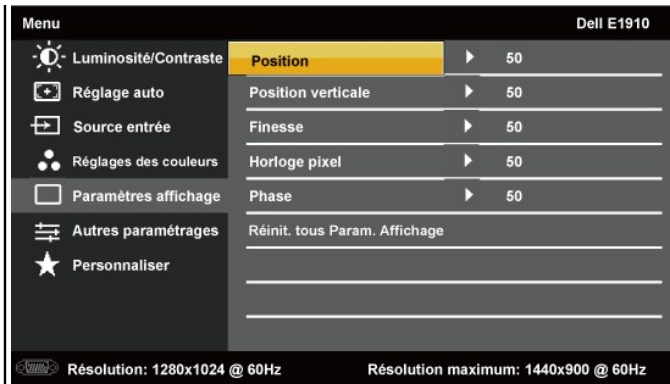 Menu Dell E1910
Luminosité/Contraste Position 50
Réglage auto Position verticale 50
Source entrée Finesse 50
Réglages des couleurs Horloge pixel 50
Paramètres affichage Phase 50
Autres paramétrages Réinit. tous Param. Affichage
Personnaliser
Résolution: 1280x1024 @ 60Hz Résolution maximum: 1440x900 @ 60Hz